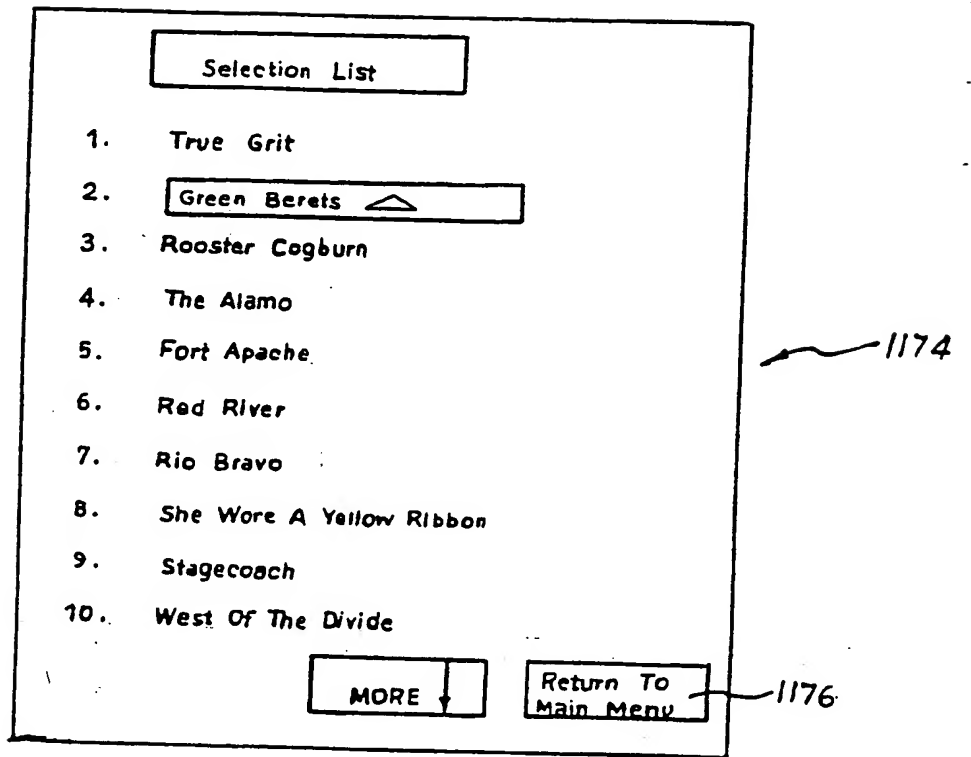 Selection List
1. True Grit
2. Green Berets
3. Rooster Cogburn
4. The Alamo
5. Fort Apache
6. Red River
7. Rio Bravo
8. She Wore A Yellow Ribbon
9. Stagecoach
10. West Of The Divide
MORE
Return To
Main Menu
1174
1176